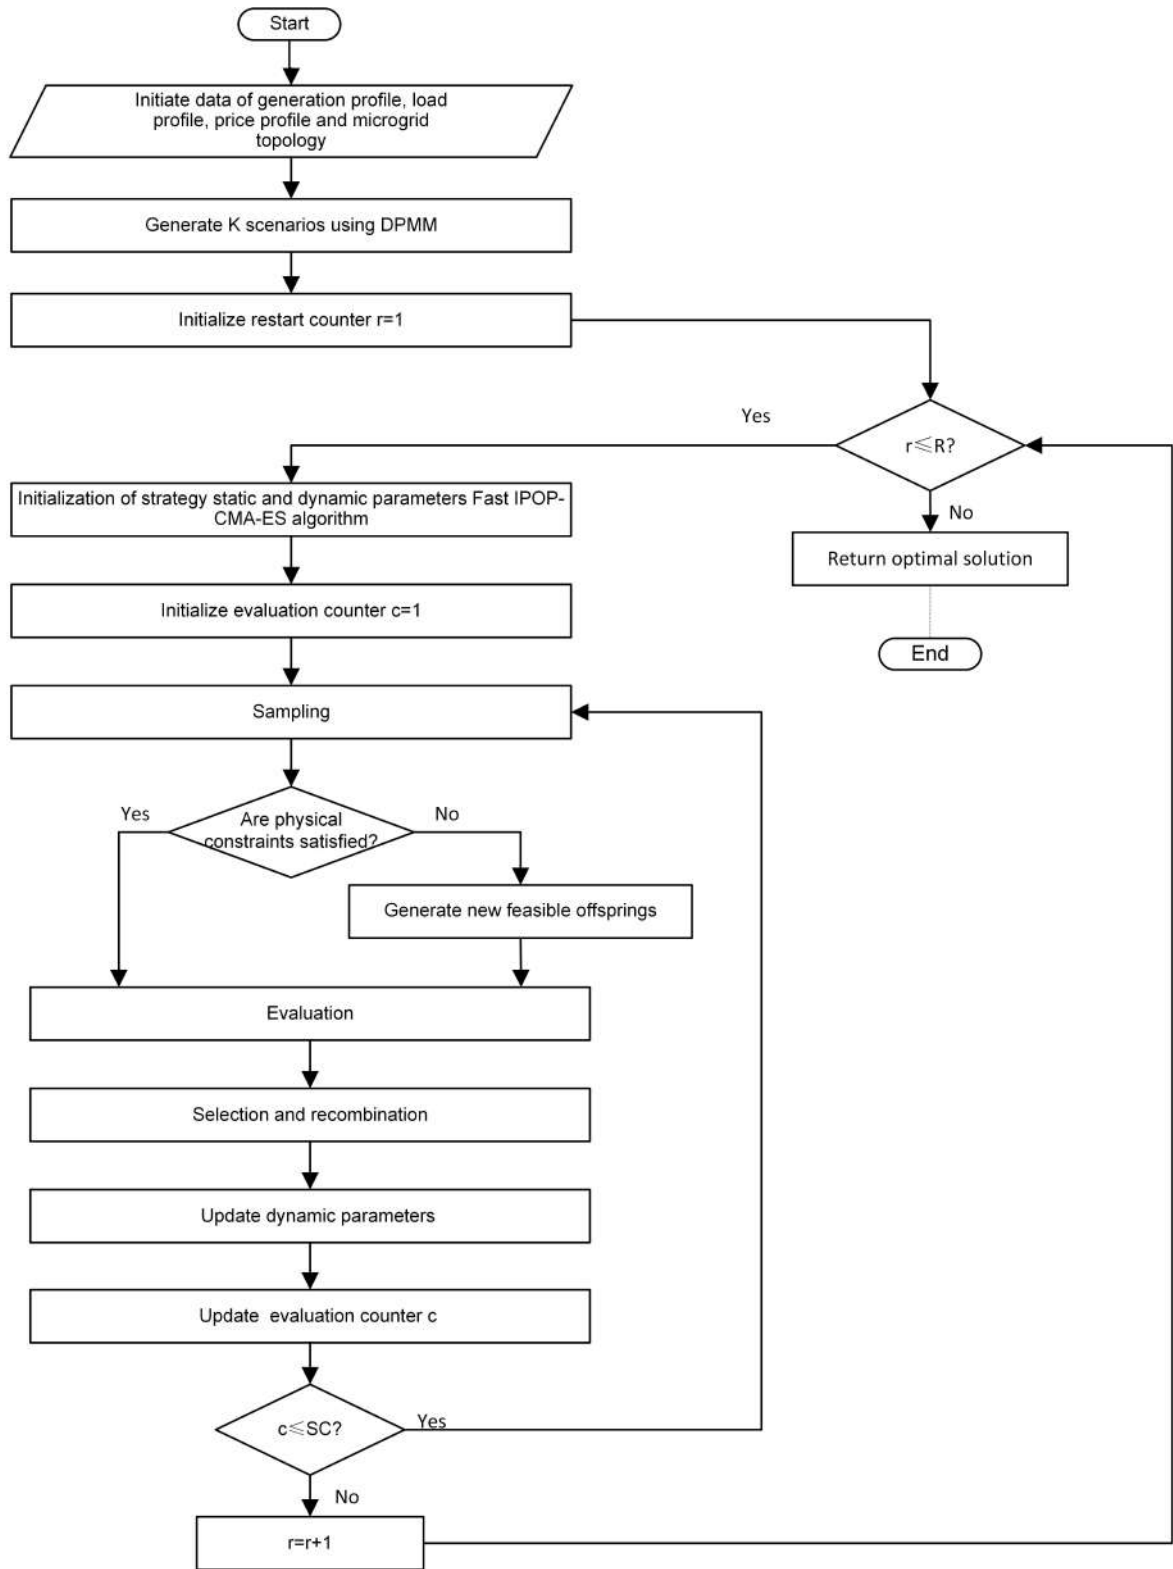 Start
Initiate data of generation profile, load
profile, price profile and microgrid
topology
Generate K scenarios using DPMM
Initialize restart counter r=1
Yes
r≤R?
Initialization of strategy static and dynamic parameters Fast IPOP-
CMA-ES algorithm
No
Return optimal solution
Initialize evaluation counter c=1
End
Sampling
Yes
No
Are physical
constraints satisfied?
Generate new feasible offsprings
Evaluation
Selection and recombination
Update dynamic parameters
Update evaluation counter c
c≤SC?
Yes
No
r=r+1